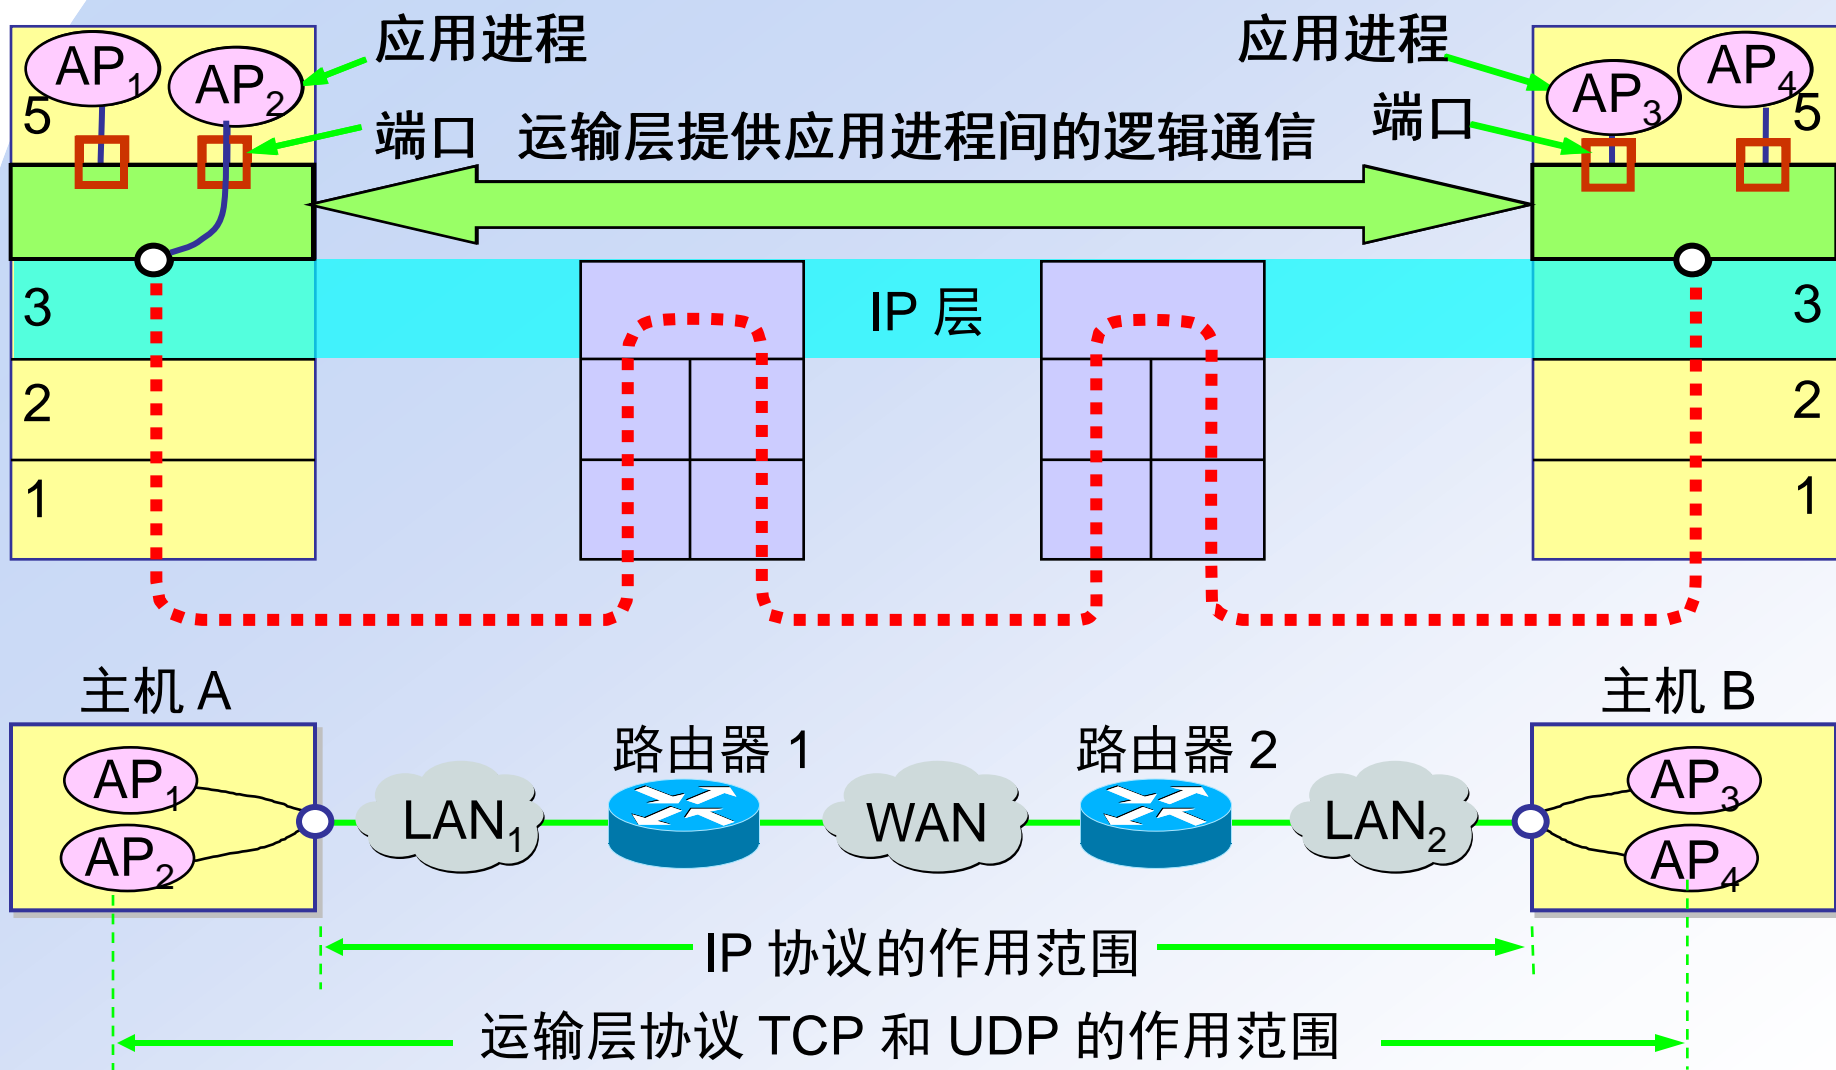 应用进程
应用进程
AP1
AP2
AP3
AP4
5
端口
运输层提供应用进程间的逻辑通信
端口
5
3
IP 层
3
2
2
1
1
主机 A
主机 B
路由器 1
路由器 2
AP1
LAN1
WAN
LAN2
AP3
AP2
AP4
IP 协议的作用范围
运输层协议 TCP 和 UDP 的作用范围